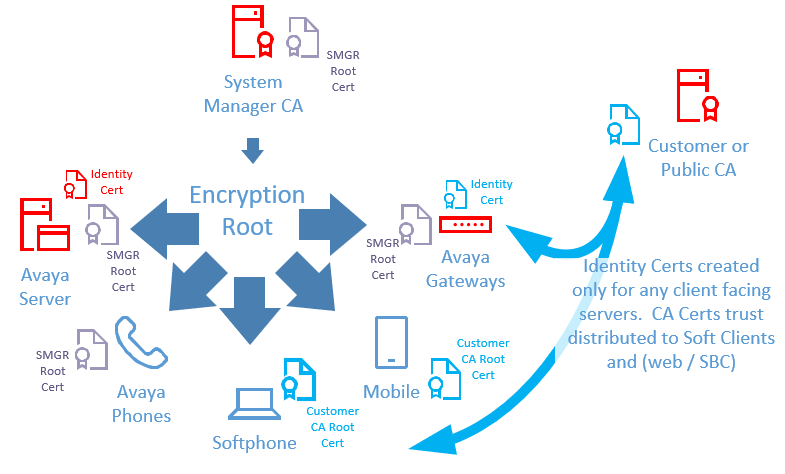 SMGR
Root
Cert
System
Manager CA
Customer or
Public CA
Encryption
Root
Identity
Cert
SMGR
Root
Cert
Avaya
Server
Identity
Cert
SMGR
Root
Cert
Avaya
Gateways
Identity Certs created
only for any client facing
servers.  CA Certs trust
distributed to Soft Clients
and (web / SBC)
SMGR
Root
Cert
Avaya
Phones
Customer
CA Root
Cert
Softphone
Mobile
Customer
CA Root
Cert